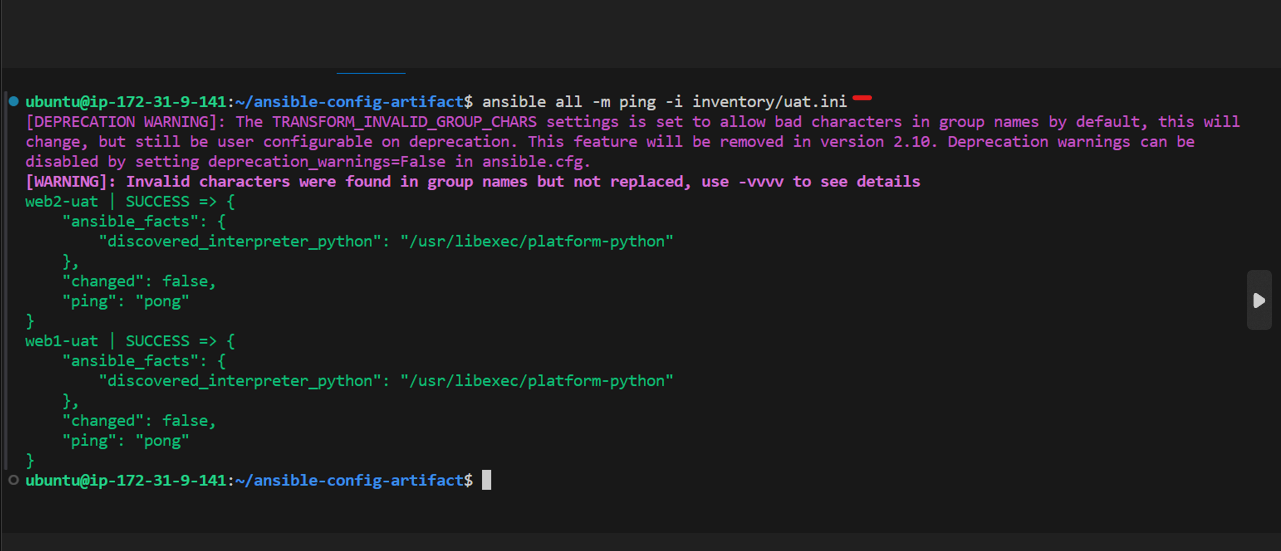 ubuntu@ip-172-31-9-141:~/ansible-config-artifact$ ansible all -m ping -i inventory/uat.ini
[DEPRECATION WARNING]: The TRANSFORM_INVALID_GROUP_CHARS settings is set to allow bad characters in group names by default, this will
change, but still be user configurable on deprecation. This feature will be removed in version 2.10. Deprecation warnings can be
disabled by setting deprecation_warnings=False in ansible.cfg.
[WARNING]: Invalid characters were found in group names but not replaced, use -vvvv to see details
web2-uat | SUCCESS => {
    "ansible_facts": {
        "discovered_interpreter_python": "/usr/libexec/platform-python"
    },
    "changed": false,
    "ping": "pong"
}
web1-uat | SUCCESS => {
    "ansible_facts": {
        "discovered_interpreter_python": "/usr/libexec/platform-python"
    },
    "changed": false,
    "ping": "pong"
}
ubuntu@ip-172-31-9-141:~/ansible-config-artifact$